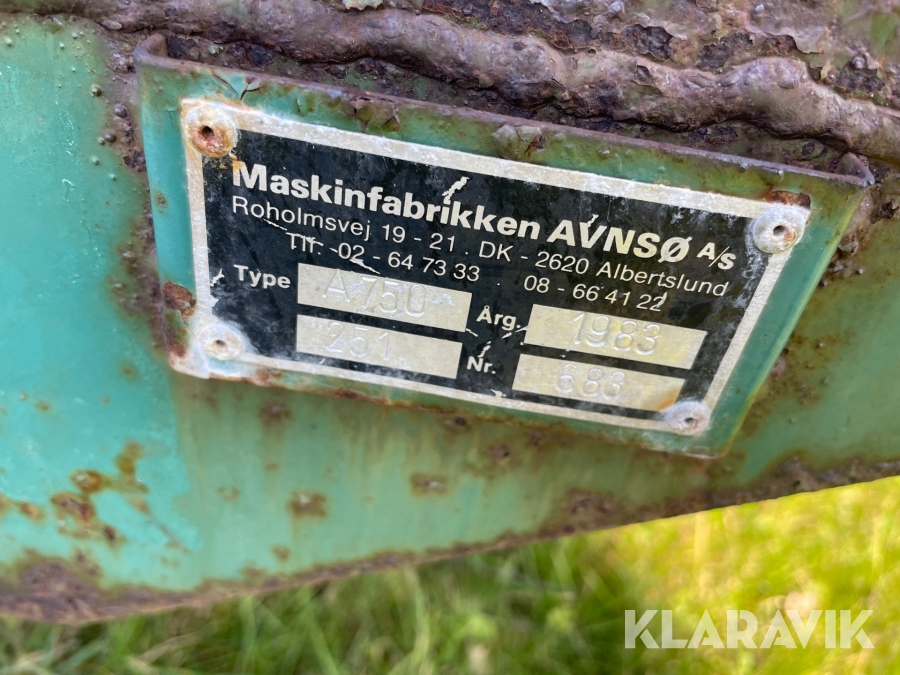 Maskinfabrikken AVNSØ A/S
Roholmsvej 19 - 21 . DK - 2620 Albertslund
Tlf. 02 - 64 73 33 08 - 66 41 22
Type A 750 Årg. 1983
251 Nr. 683
KLARAVIK